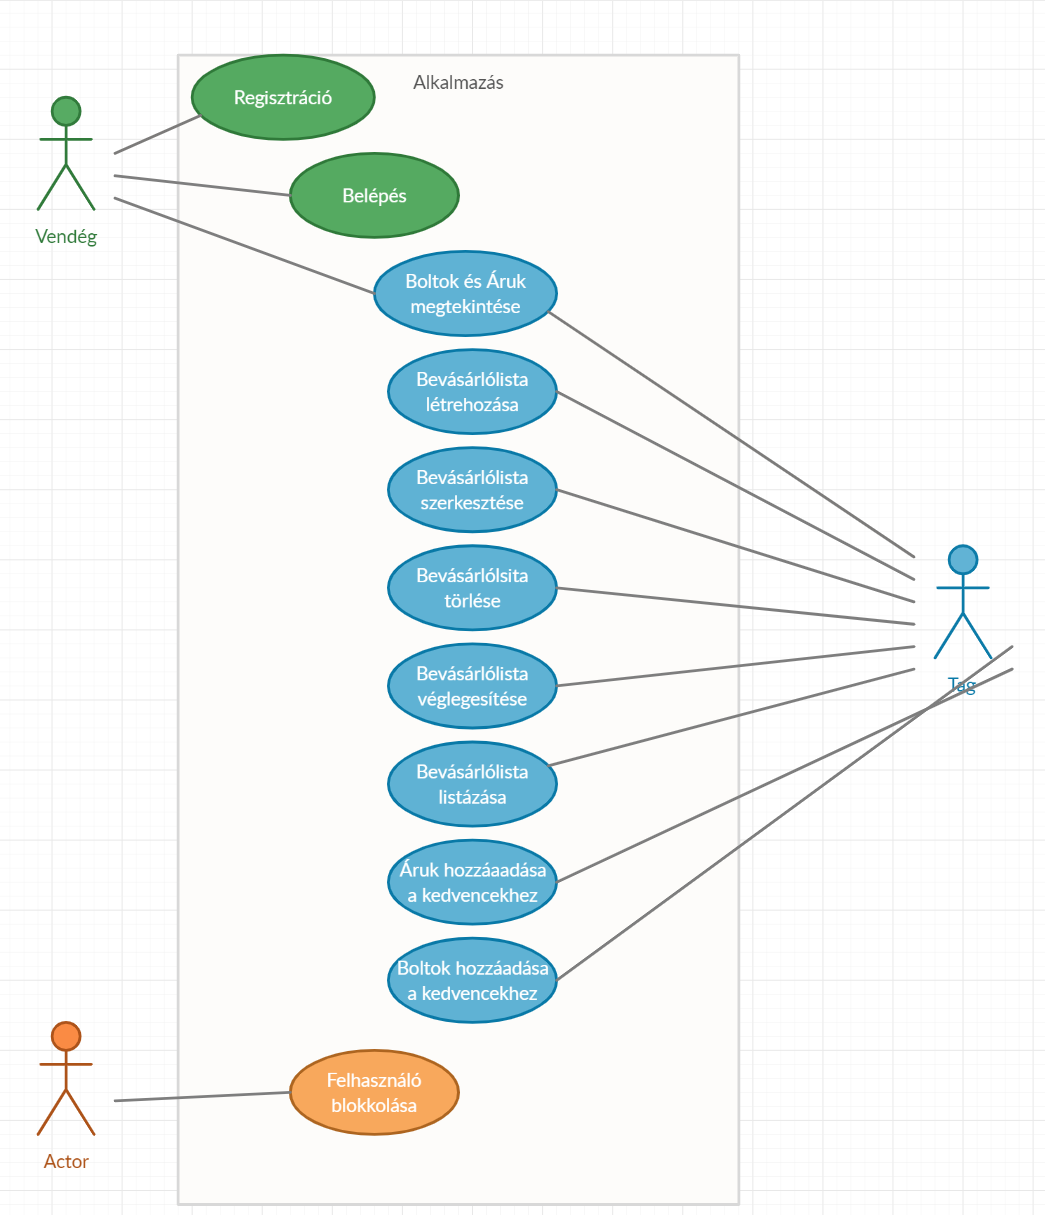 Alkalmazás
Regisztráció
Vendég
Belépés
Boltok és Áruk
megtekintése
Bevásárlólista
létrehozása
Bevásárlólista
szerkesztése
Bevásárlólsita
törlése
Bevásárlólista
véglegesítése
Tag
Bevásárlólista
listázása
Áruk hozzáaadása
a kedvencekhez
Boltok hozzáadása
a kedvencekhez
Felhasználó
blokkolása
Actor